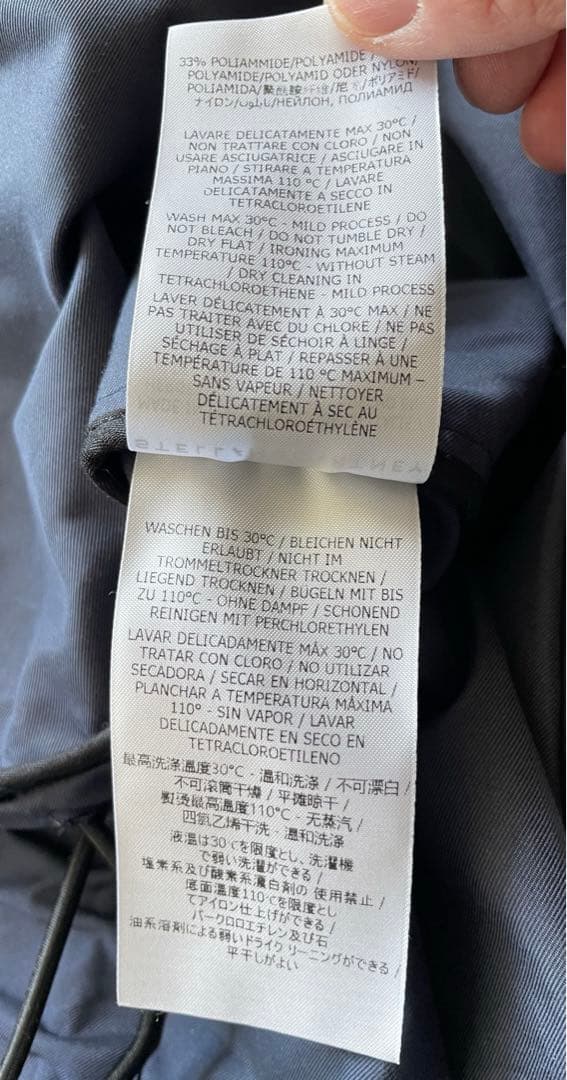 33% POLIAMMIDE/POLYAMIDE /
POLYAMIDE/POLYAMID ODER NYLON/
POLIAMIDA/聚酰胺纤维/尼 /ポリアミド/
ナイロン/نايلون/НЕЙЛОН, ПОЛИАМИД
LAVARE DELICATAMENTE MAX 30°C /
NON TRATTARE CON CLORO / NON
USARE ASCIUGATRICE / ASCIUGARE IN
PIANO / STIRARE A TEMPERATURA
MASSIMA 110 °C / LAVARE
DELICATAMENTE A SECCO IN
TETRACLOROETILENE
WASH MAX 30°C - MILD PROCESS / DO
NOT BLEACH / DO NOT TUMBLE DRY /
DRY FLAT / IRONING MAXIMUM
TEMPERATURE 110°C - WITHOUT STEAM
/ DRY CLEANING IN
TETRACHLOROETHENE - MILD PROCESS
LAVER DÉLICATEMENT À 30°C MAX / NE
PAS TRAITER AVEC DU CHLORE / NE PAS
UTILISER DE SÉCHOIR À LINGE /
SÉCHAGE À PLAT / REPASSER À UNE
TEMPÉRATURE DE 110 °C MAXIMUM –
SANS VAPEUR / NETTOYER
DÉLICATEMENT À SEC AU
TÉTRACHLOROÉTHYLÈNE
WASCHEN BIS 30°C / BLEICHEN NICHT
ERLAUBT / NICHT IM
TROMMELTROCKNER TROCKNEN /
LIEGEND TROCKNEN / BÜGELN MIT BIS
ZU 110°C - OHNE DAMPF / SCHONEND
REINIGEN MIT PERCHLORETHYLEN
LAVAR DELICADAMENTE MÁX 30°C / NO
TRATAR CON CLORO / NO UTILIZAR
SECADORA / SECAR EN HORIZONTAL /
PLANCHAR A TEMPERATURA MÁXIMA
110° - SIN VAPOR / LAVAR
DELICADAMENTE EN SECO EN
TETRACLOROETILENO
最高洗涤温度30°C - 温和洗涤 / 不可漂白 /
不可滚筒干燥 / 平摊晾干 /
熨烫最高温度110°C - 无蒸汽 /
四氯乙烯干洗 - 温和洗涤
液温は30℃を限度とし、洗濯機
で弱い洗濯ができる /
塩素系及び酸素系漂白剤の 使用禁止 /
底面温度110℃を限度とし
てアイロン仕上げができる /
パークロロエチレン及び石
油系溶剤による弱いドライクリーニングができる /
平干しがよい